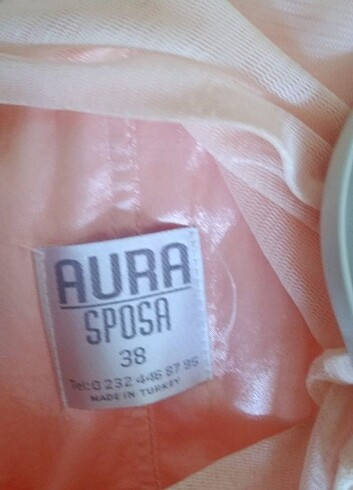 AURA
SPOSA
38
Tel: 0 232 446 87 95
MADE IN TURKEY